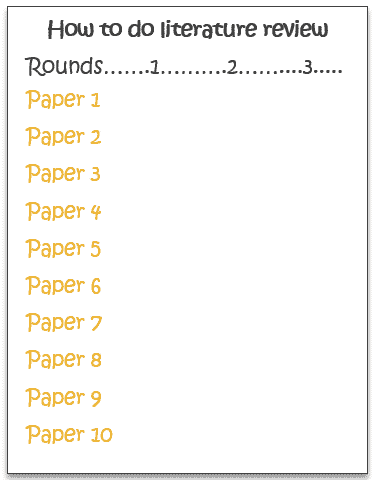 How to do literature review
Rounds.......1..........2..........3.....
Paper 1
Paper 2
Paper 3
Paper 4
Paper 5
Paper 6
Paper 7
Paper 8
Paper 9
Paper 10